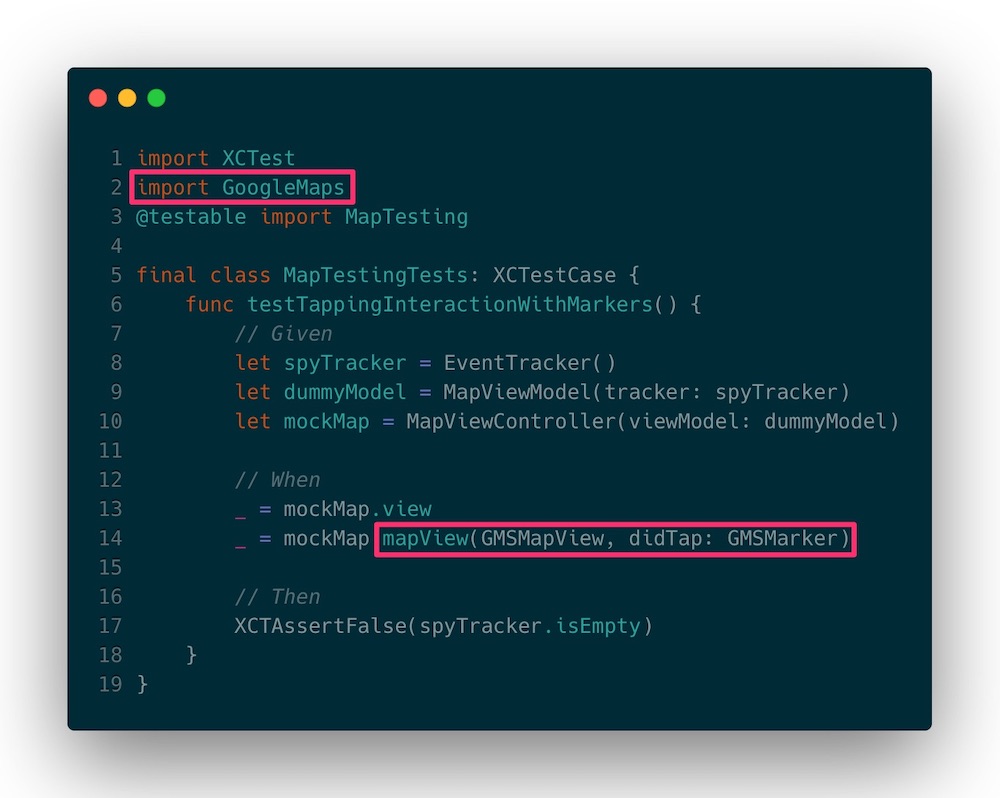 1 import XCTest
2 import GoogleMaps
3 @testable import MapTesting
4
5 final class MapTestingTests: XCTestCase {
6     func testTappingInteractionWithMarkers() {
7         // Given
8         let spyTracker = EventTracker()
9         let dummyModel = MapViewModel(tracker: spyTracker)
10         let mockMap = MapViewController(viewModel: dummyModel)
11
12         // When
13         _ = mockMap.view
14         _ = mockMap mapView(GMSMapView, didTap: GMSMarker)
15
16         // Then
17         XCTAssertFalse(spyTracker.isEmpty)
18     }
19 }